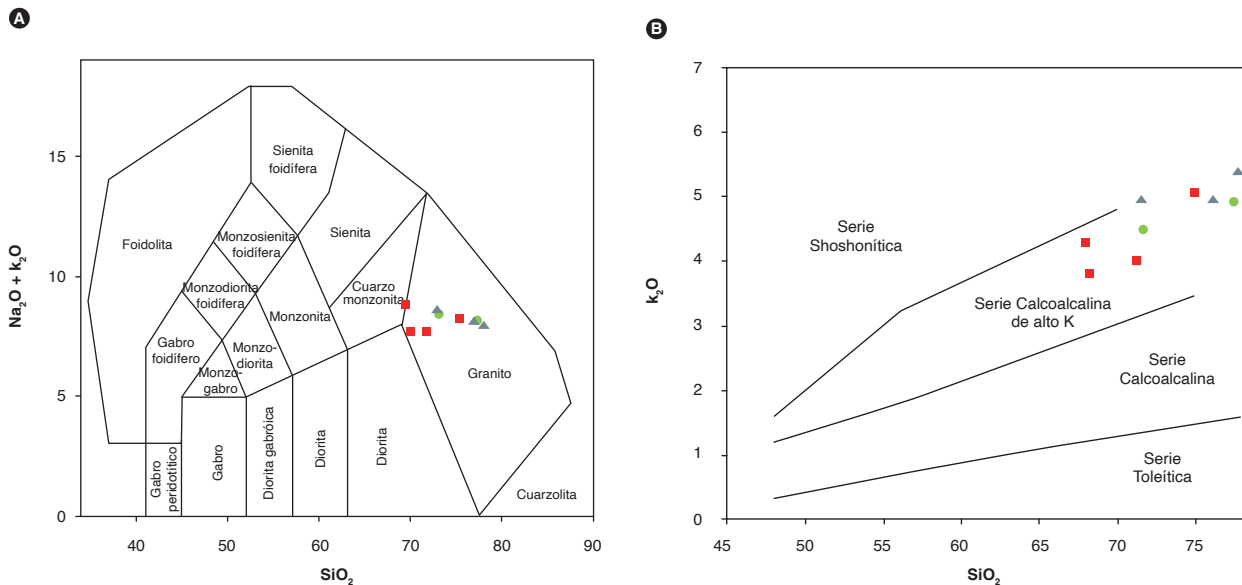 A
Na₂O + k₂O
15
10
5
0
40
50
60
70
80
90
SiO₂
Foidolita
Sienita
foidífera
Monzosienita
foidífera
Sienita
Monzodiorita
foidífera
Cuarzo
monzonita
Monzonita
Gabro
foidífero
Monzo-
diorita
Monzo-
gabro
Granito
Gabro
peridotítico
Gabro
Diorita gabróica
Diorita
Diorita
Cuarzolita
B
k₂O
7
6
5
4
3
2
1
0
45
50
55
60
65
70
75
SiO₂
Serie
Shoshonítica
Serie Calcoalcalina
de alto K
Serie
Calcoalcalina
Serie
Toleítica